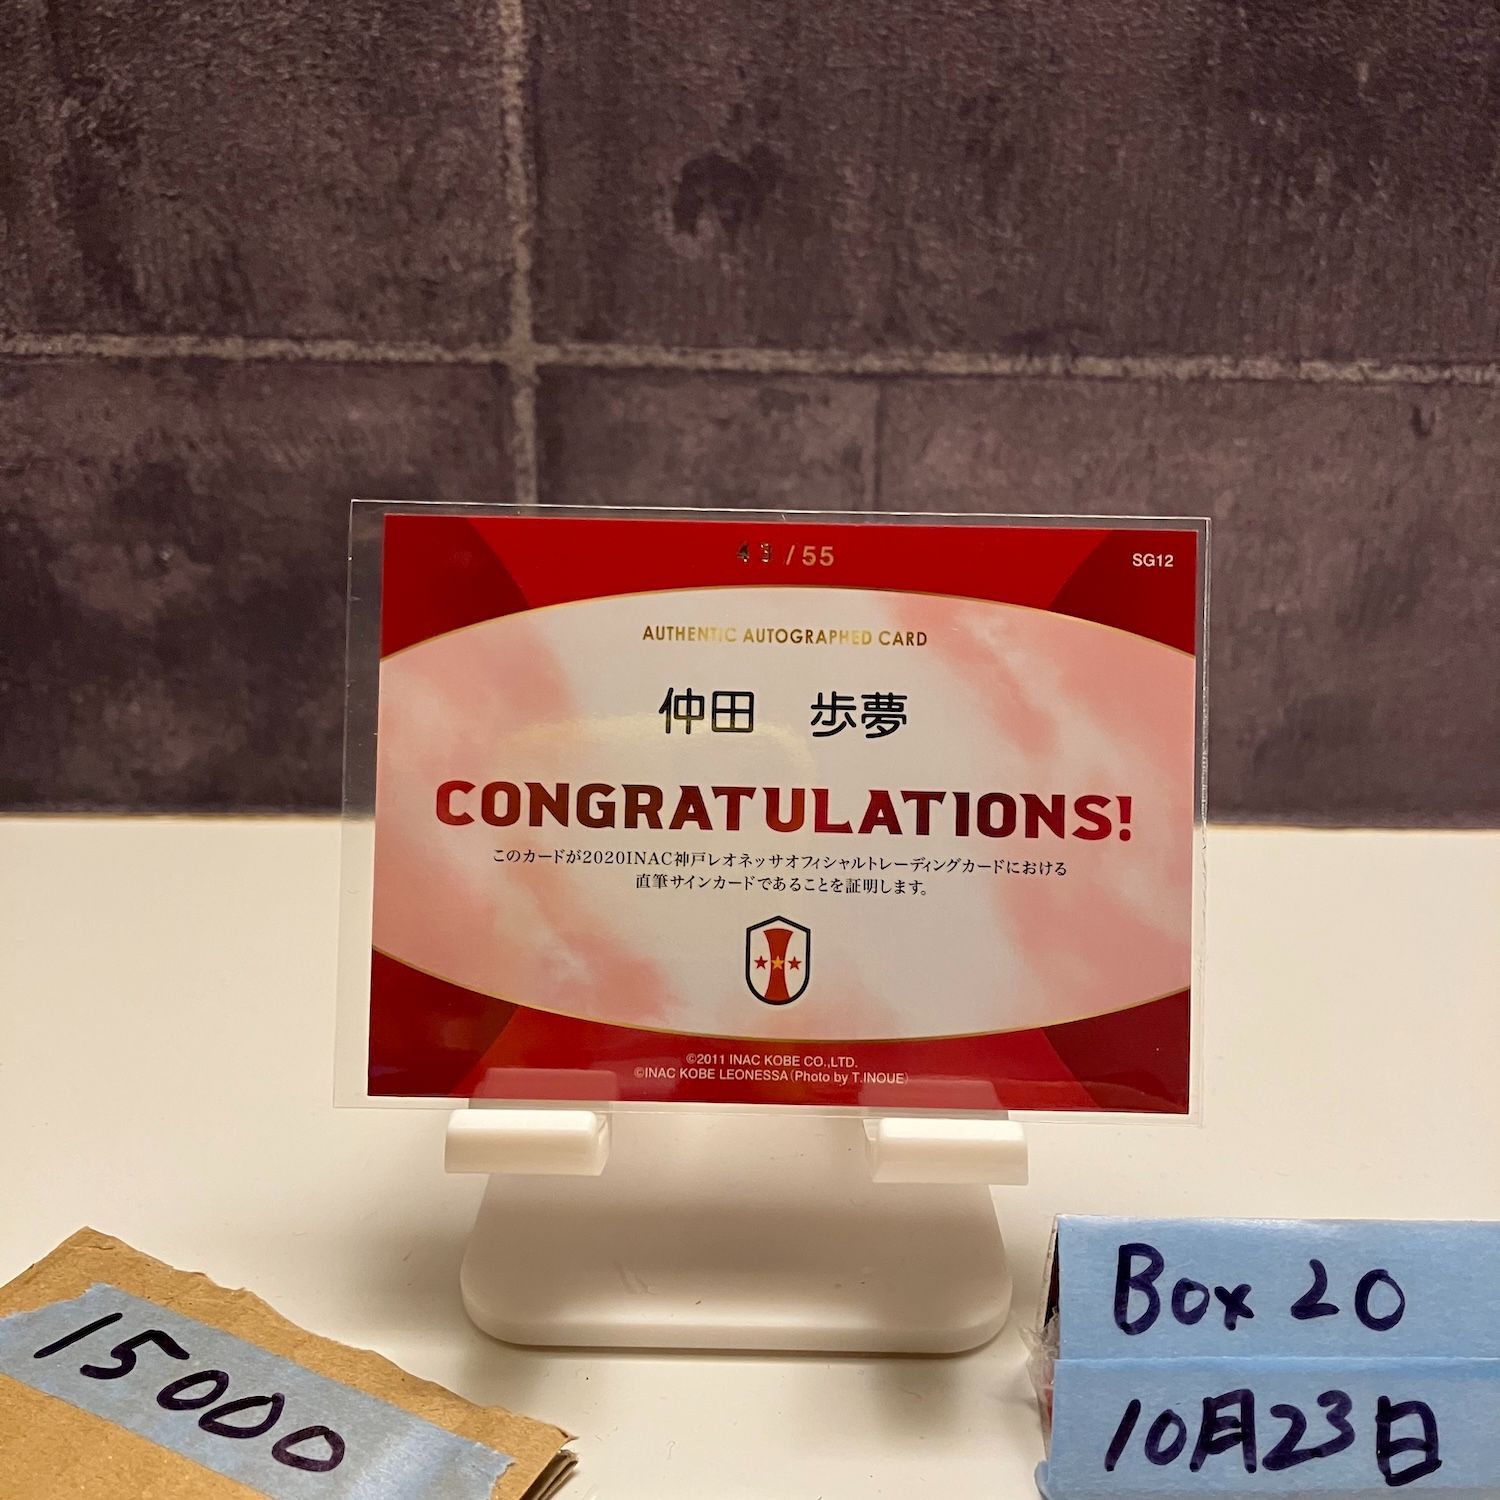 43/55
SG12
AUTHENTIC AUTOGRAPHED CARD
仲田 歩夢
CONGRATULATIONS!
このカードが2020INAC神戸レオネッサオフィシャルトレーディングカードにおける
直筆サインカードであることを証明します。
©2011 INAC KOBE CO.,LTD.
©INAC KOBE LEONESSA(Photo by T.INOUE)
15000
Box 20
10月23日